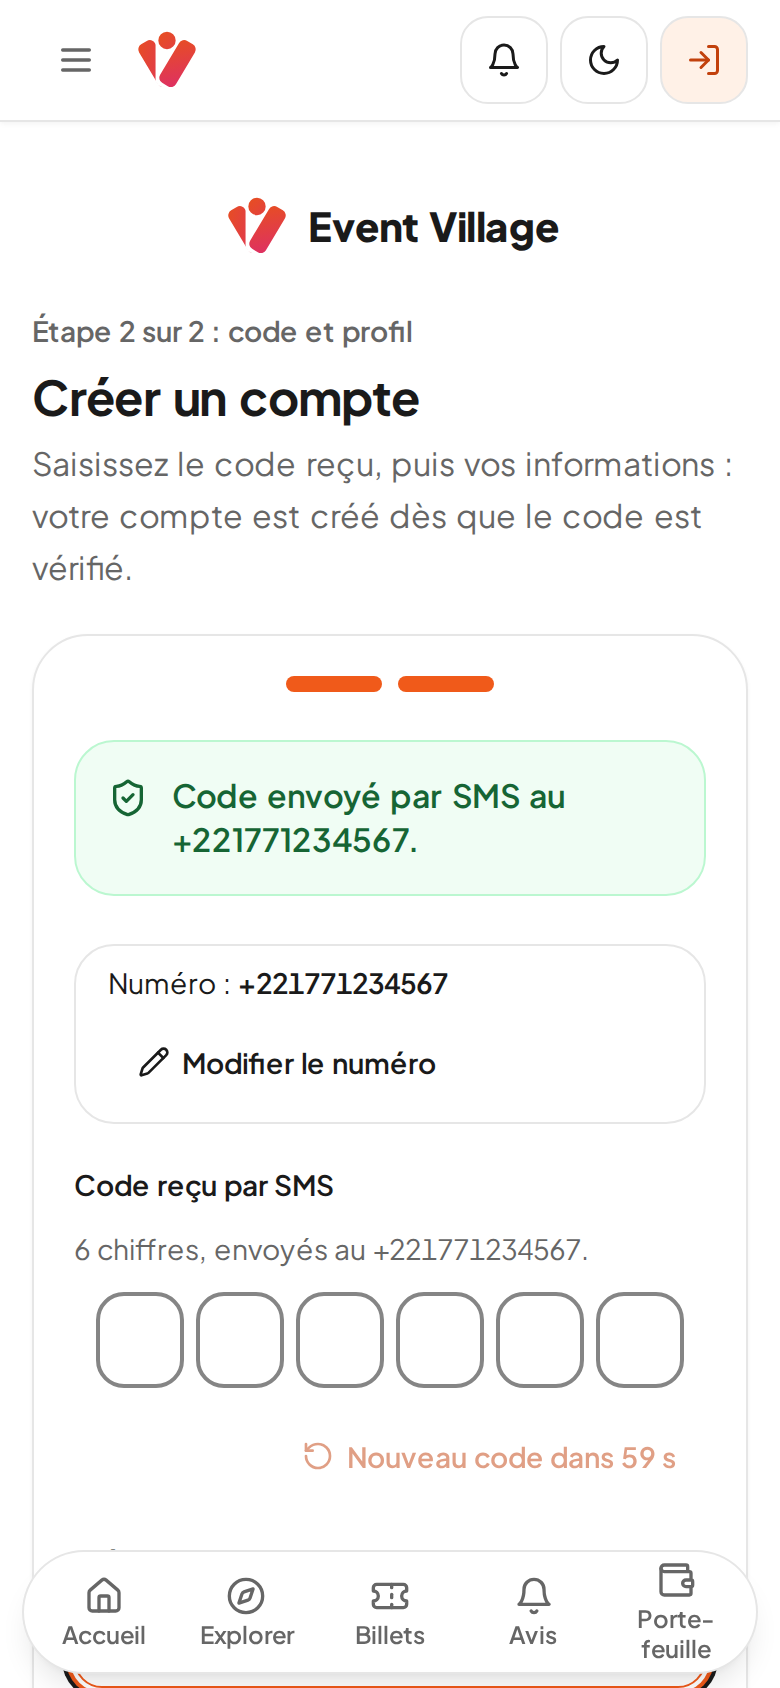 Event Village
Étape 2 sur 2 : code et profil
Créer un compte
Saisissez le code reçu, puis vos informations :
votre compte est créé dès que le code est
vérifié.
Code envoyé par SMS au
+221771234567.
Numéro : +221771234567
Modifier le numéro
Code reçu par SMS
6 chiffres, envoyés au +221771234567.
Nouveau code dans 59 s
Accueil
Explorer
Billets
Avis
Porte-
feuille